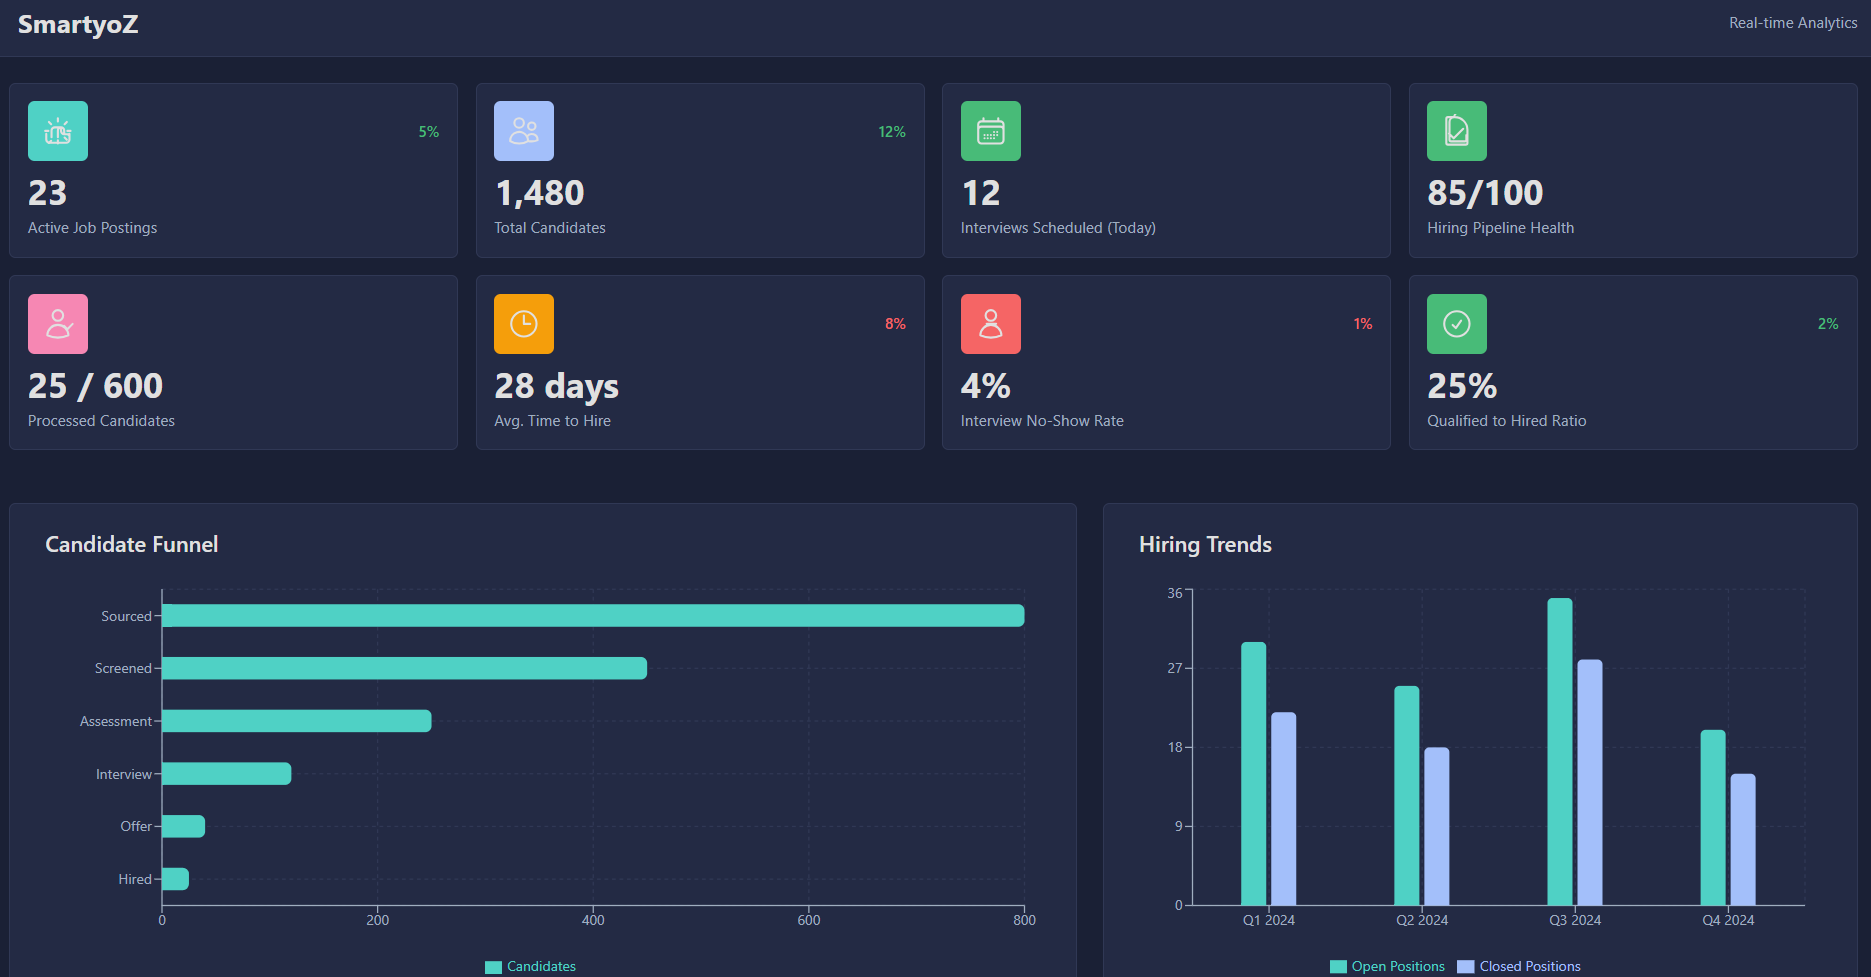 SmartyoZ
Real-time Analytics
5%
23
Active Job Postings
12%
1,480
Total Candidates
12
Interviews Scheduled (Today)
85/100
Hiring Pipeline Health
25 / 600
Processed Candidates
8%
28 days
Avg. Time to Hire
1%
4%
Interview No-Show Rate
2%
25%
Qualified to Hired Ratio
Candidate Funnel
Sourced
Screened
Assessment
Interview
Offer
Hired
0 200 400 600 800
Candidates
Hiring Trends
36
27
18
9
0
Q1 2024 Q2 2024 Q3 2024 Q4 2024
Open Positions Closed Positions